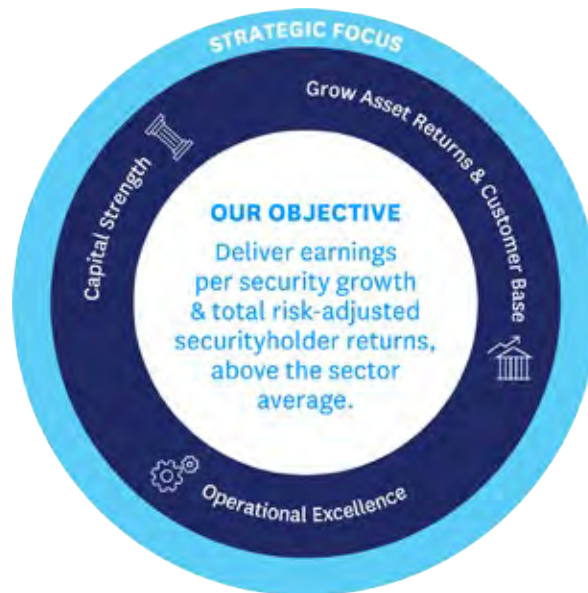 STRATEGIC FOCUS
Grow Asset Returns & Customer Base
Capital Strength
OUR OBJECTIVE
Deliver earnings
per security growth
& total risk-adjusted
securityholder returns,
above the sector
average.
Operational Excellence